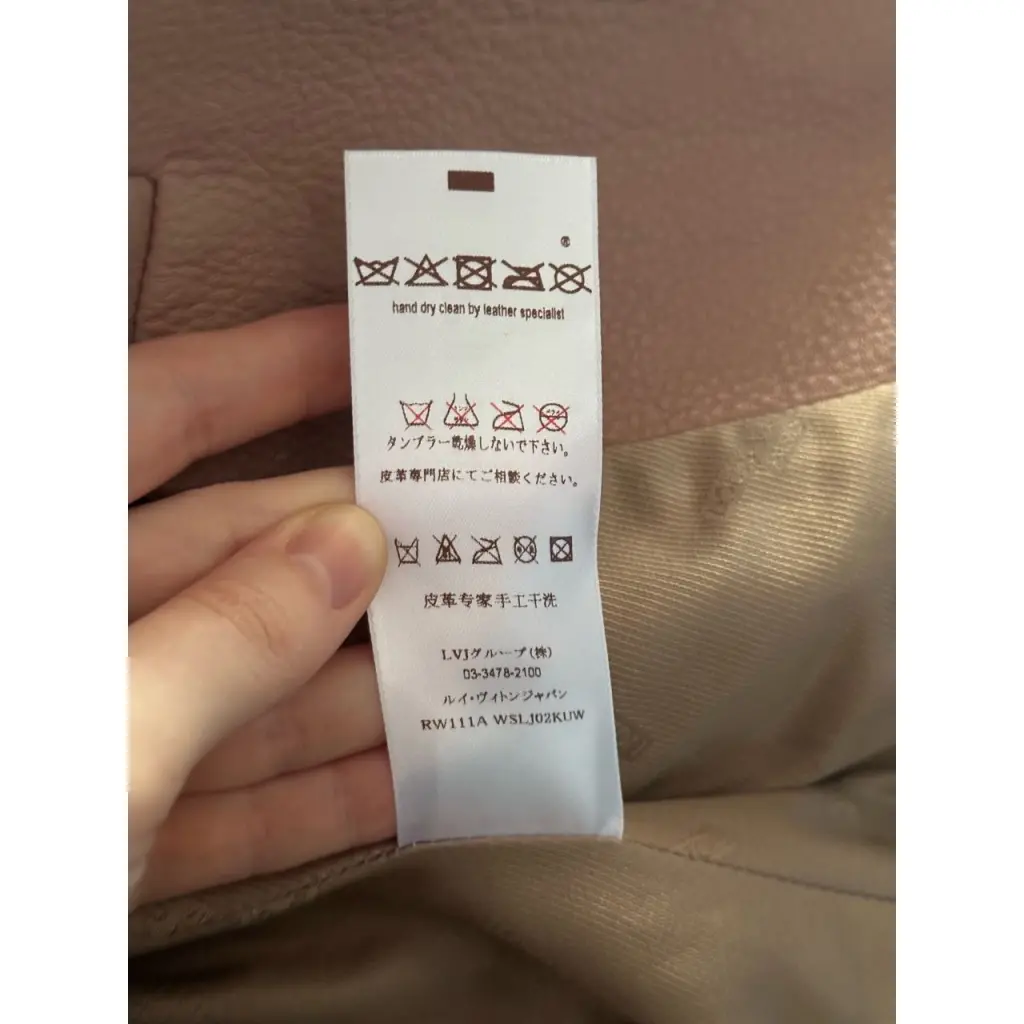 ®
hand dry clean by leather specialist
タンブラー乾燥しないで下さい。
皮革専門店にてご相談ください。
皮革专家手工干洗
LVJグループ(株)
03-3478-2100
ルイ・ヴィトンジャパン
RW111A WSLJ02KUW